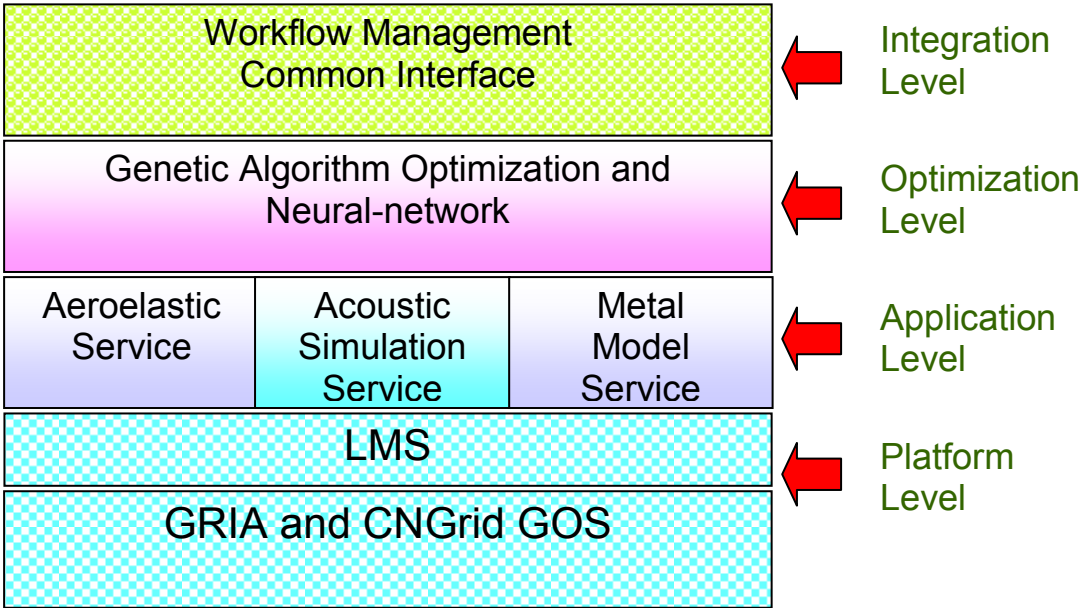 Workflow Management
Common Interface
Integration
Level
Genetic Algorithm Optimization and
Neural-network
Optimization
Level
Aeroelastic
Service
Acoustic
Simulation
Service
Metal
Model
Service
Application
Level
LMS
GRIA and CNGrid GOS
Platform
Level